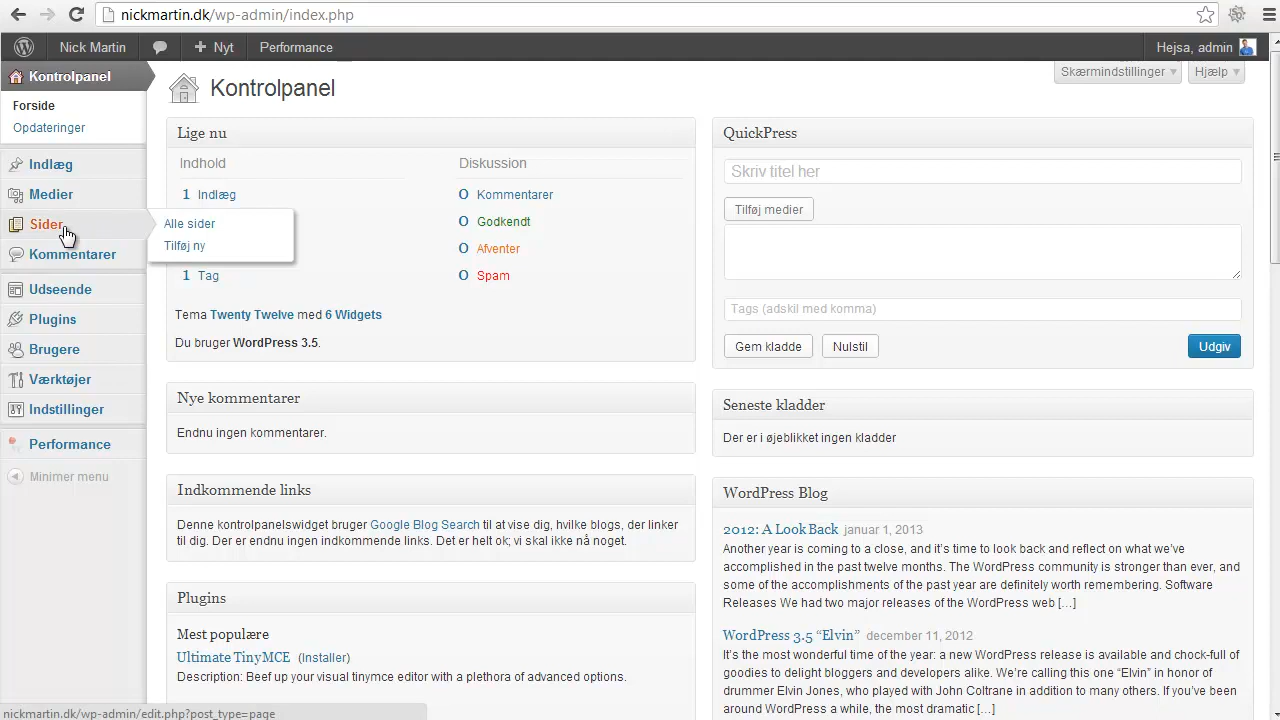 nickmartin.dk/wp-admin/index.php
Nick Martin
Nyt
Performance
Hejsa, admin
Kontrolpanel
Forside
Opdateringer
Indlæg
Medier
Sider
Kommentarer
Udseende
Plugins
Brugere
Værktøjer
Indstillinger
Performance
Minimer menu
Alle sider
Tilføj ny
Skærmindstillinger
Hjælp
Kontrolpanel
Lige nu
Indhold
Diskussion
1 Indlæg
0 Kommentarer
0 Godkendt
0 Afventer
1 Tag
0 Spam
Tema Twenty Twelve med 6 Widgets
Du bruger WordPress 3.5.
Nye kommentarer
Endnu ingen kommentarer.
Indkommende links
Denne kontrolpanelswidget bruger Google Blog Search til at vise dig, hvilke blogs, der linker
til dig. Der er endnu ingen indkommende links. Det er helt ok; vi skal ikke nå noget.
Plugins
Mest populære
Ultimate TinyMCE (Installer)
Description: Beef up your visual tinymce editor with a plethora of advanced options.
QuickPress
Skriv titel her
Tilføj medier
Tags (adskil med komma)
Gem kladde
Nulstil
Udgiv
Seneste kladder
Der er i øjeblikket ingen kladder
WordPress Blog
2012: A Look Back januar 1, 2013
Another year is coming to a close, and it's time to look back and reflect on what we've
accomplished in the past twelve months. The WordPress community is stronger than ever, and
some of the accomplishments of the past year are definitely worth remembering. Software
Releases We had two major releases of the WordPress web […]
WordPress 3.5 “Elvin” december 11, 2012
It's the most wonderful time of the year: a new WordPress release is available and chock-full of
goodies to delight bloggers and developers alike. We're calling this one “Elvin” in honor of
drummer Elvin Jones, who played with John Coltrane in addition to many others. If you've been
around WordPress a while, the most dramatic […]
nickmartin.dk/wp-admin/edit.php?post_type=page